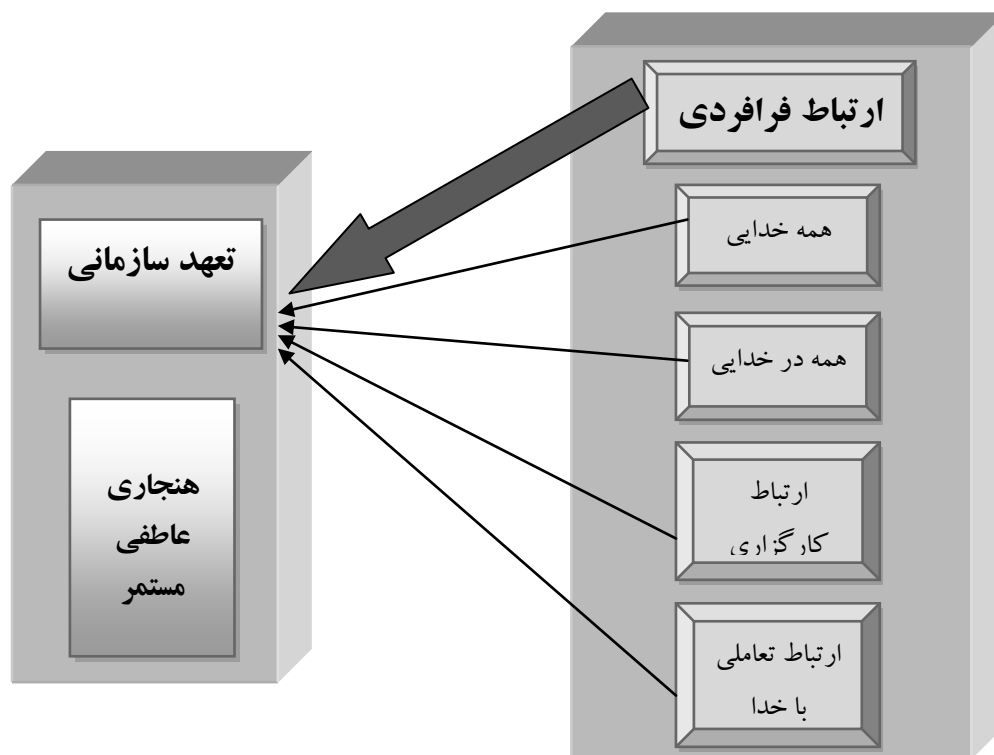 ارتباط فرافردی
همه خدایی
همه در خدایی
ارتباط
کارگزاری
ارتباط تعاملی
با خدا
تعهد سازمانی
هنجاری
عاطفی
مستمر